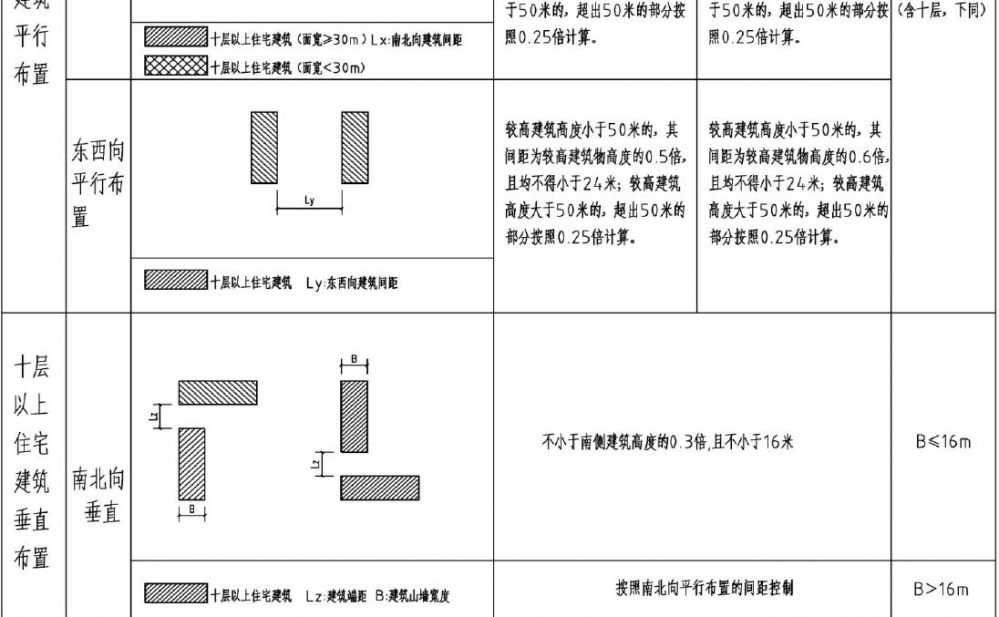 建筑
平行
布置
于50米的，超出50米的部分按
照0.25倍计算。
于50米的，超出50米的部分按
照0.25倍计算。
(含十层，下同)
十层以上住宅建筑(面宽≥30m) Lx:南北向建筑间距
十层以上住宅建筑(面宽<30m)
东西向
平行布
置
Ly
较高建筑高度小于50米的，其
间距为较高建筑物高度的0.5倍，
且均不得小于24米；较高建筑
高度大于50米的，超出50米的
部分按照0.25倍计算。
较高建筑高度小于50米的，其
间距为较高建筑物高度的0.6倍，
且均不得小于24米；较高建筑
高度大于50米的，超出50米的
部分按照0.25倍计算。
十层以上住宅建筑 Ly:东西向建筑间距
十层
以上
住宅
建筑
垂直
布置
南北向
垂直
Lz
B
B
Lz
不小于南侧建筑高度的0.3倍,且不小于16米
B≤16m
十层以上住宅建筑 Lz:建筑端距 B:建筑山墙宽度
按照南北向平行布置的间距控制
B>16m